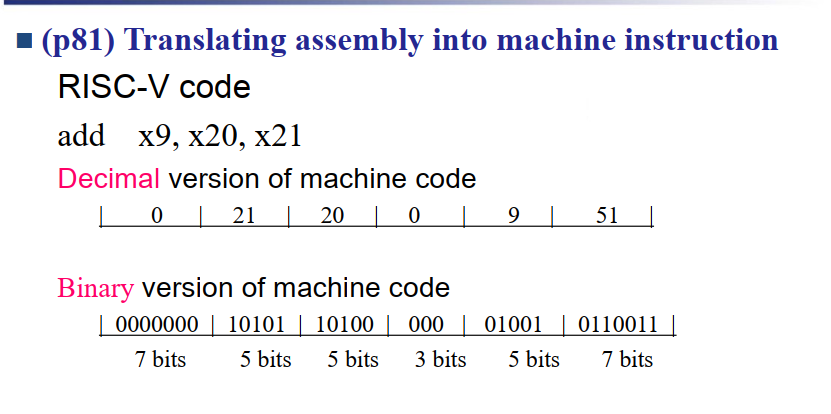 (p81) Translating assembly into machine instruction
RISC-V code
add x9, x20, x21
Decimal version of machine code
0 21 20 0 9 51
Binary version of machine code
0000000 10101 10100 000 01001 0110011
7 bits 5 bits 5 bits 3 bits 5 bits 7 bits